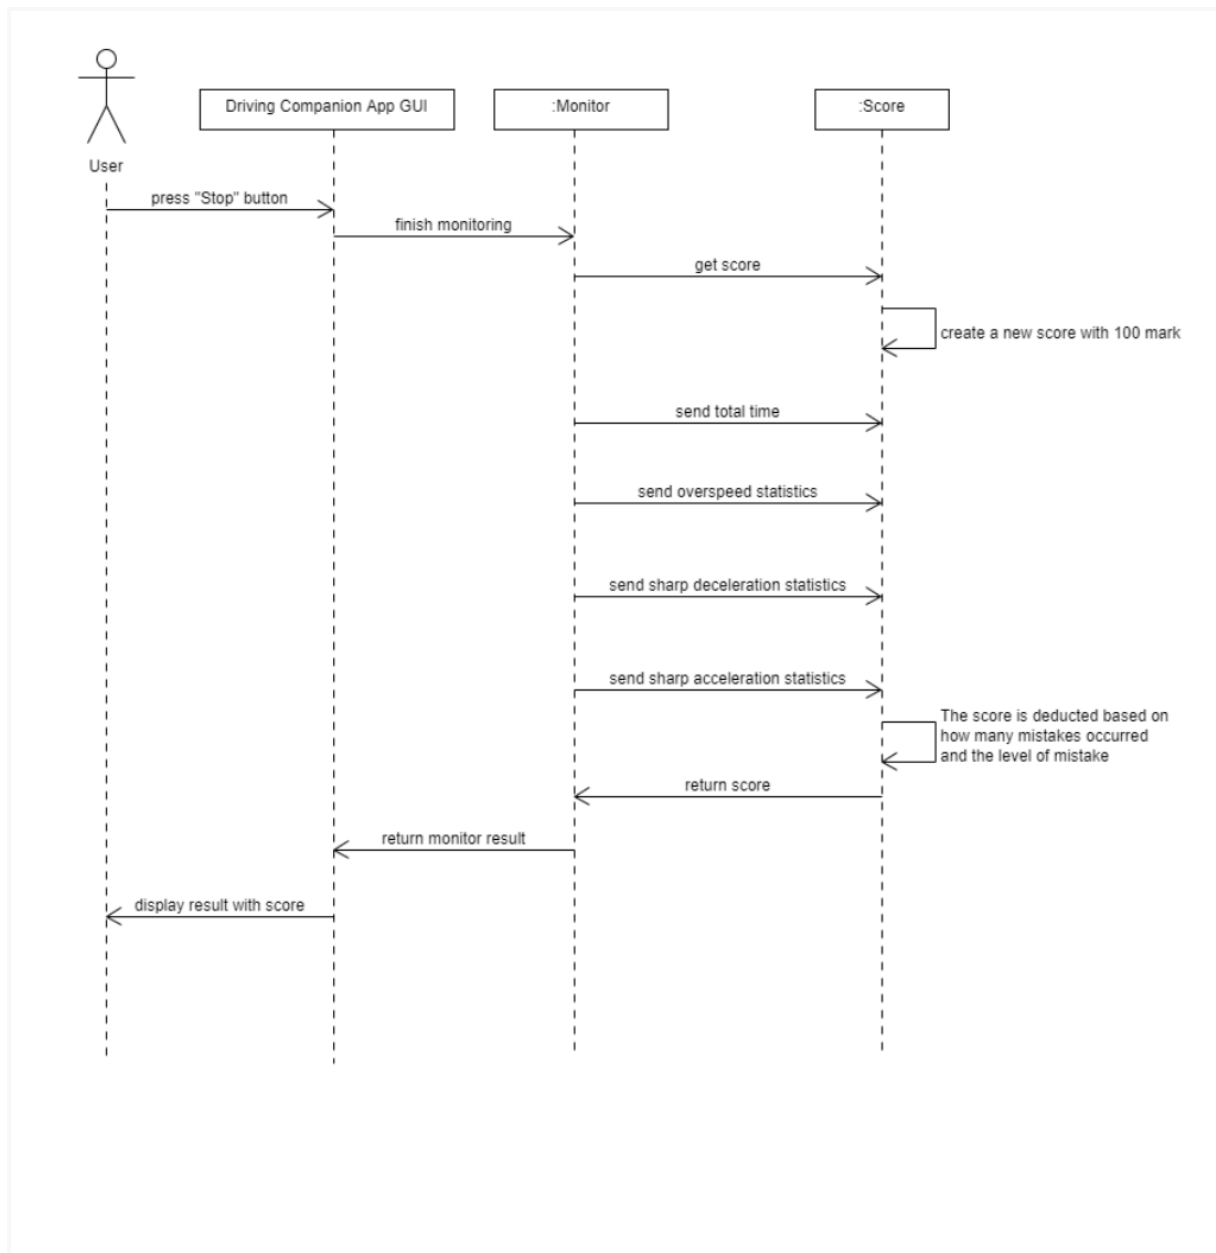 Driving Companion App GUI
:Monitor
:Score
User
press "Stop" button
finish monitoring
get score
create a new score with 100 mark
send total time
send overspeed statistics
send sharp deceleration statistics
send sharp acceleration statistics
The score is deducted based on
how many mistakes occurred
and the level of mistake
return score
return monitor result
display result with score